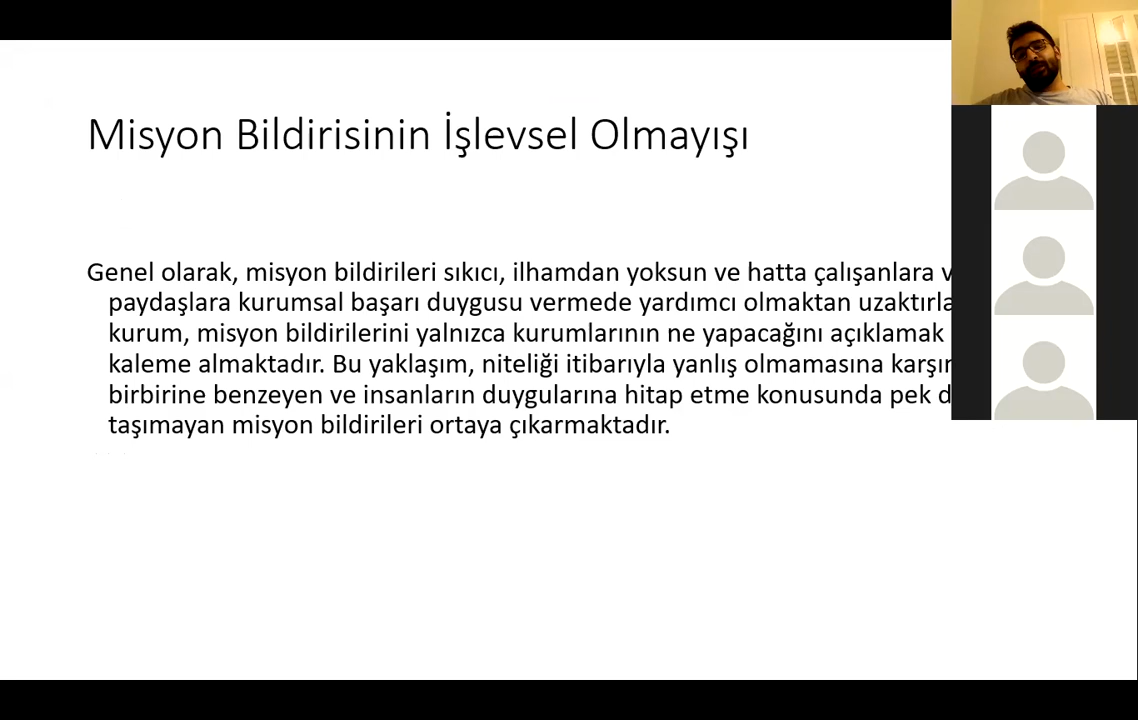 Misyon Bildirisinin İşlevsel Olmayışı
Genel olarak, misyon bildirileri sıkıcı, ilhamdan yoksun ve hatta çalışanlara
paydaşlara kurumsal başarı duygusu vermede yardımcı olmaktan
kurum, misyon bildirilerini yalnızca kurumlarının ne yapacağını açıklamak
kaleme almaktadır. Bu yaklaşım, niteliği itibarıyla yanlış olmamasına
birbirine benzeyen ve insanların duygularına hitap etme konusunda pek
taşımayan misyon bildirileri ortaya çıkarmaktadır.